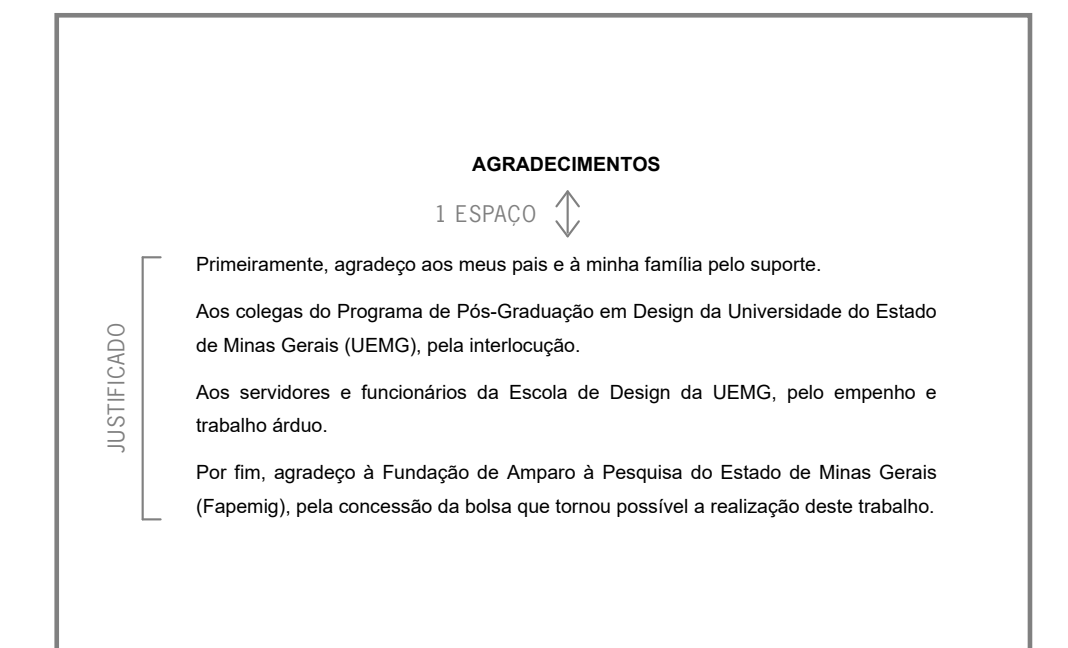 AGRADECIMENTOS
1 ESPAÇO
JUSTIFICADO
Primeiramente, agradeço aos meus pais e à minha família pelo suporte.
Aos colegas do Programa de Pós-Graduação em Design da Universidade do Estado
de Minas Gerais (UEMG), pela interlocução.
Aos servidores e funcionários da Escola de Design da UEMG, pelo empenho e
trabalho árduo.
Por fim, agradeço à Fundação de Amparo à Pesquisa do Estado de Minas Gerais
(Fapemig), pela concessão da bolsa que tornou possível a realização deste trabalho.